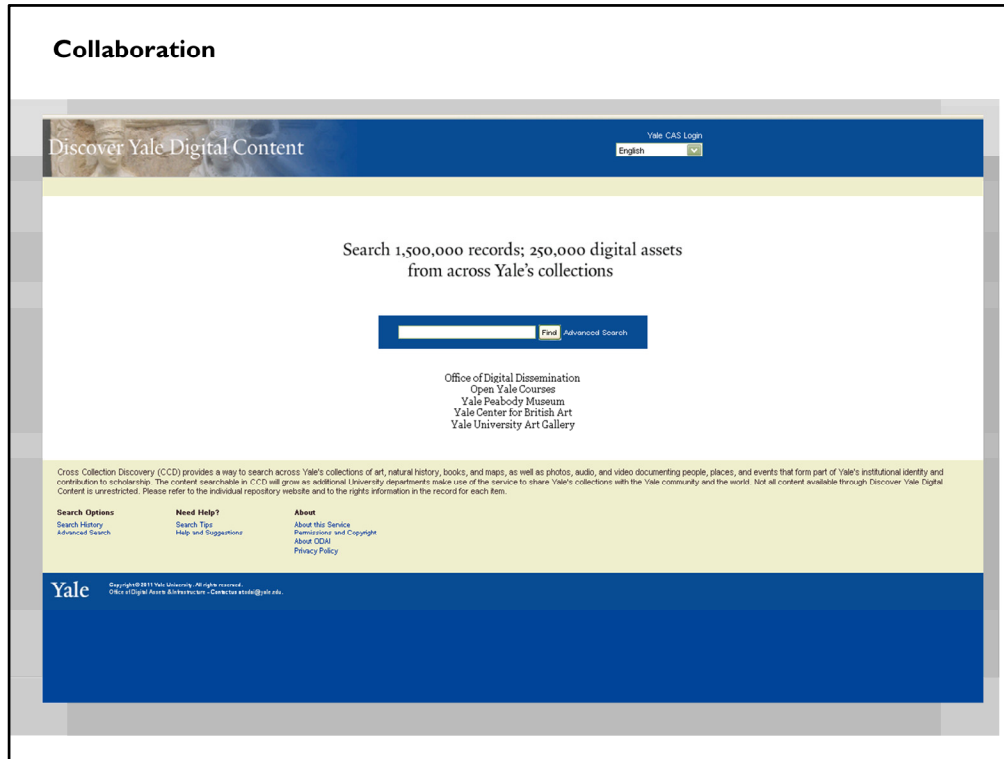 Collaboration
Discover Yale Digital Content
Yale CAS Login
English
Search 1,500,000 records; 250,000 digital assets
from across Yale's collections
Find Advanced Search
Office of Digital Dissemination
Open Yale Courses
Yale Peabody Museum
Yale Center for British Art
Yale University Art Gallery
Cross Collection Discovery (CCD) provides a way to search across Yale's collections of art, natural history, books, and maps, as well as photos, audio, and video documenting people, places, and events that form part of Yale's institutional identity and
contribution to scholarship. The content searchable in CCD will grow as additional University departments make use of the service to share Yale's collections with the Yale community and the world. Not all content available through Discover Yale Digital
Content is unrestricted. Please refer to the individual repository website and to the rights information in the record for each item.
Search Options
Search History
Advanced Search
Need Help?
Search Tips
Help and Suggestions
About
About this Service
Permissions and Copyright
About ODAI
Privacy Policy
Yale
Copyright © 2011 Yale University. All rights reserved.
Office of Digital Assets & Infrastructure - Contact us at odai@yale.edu.